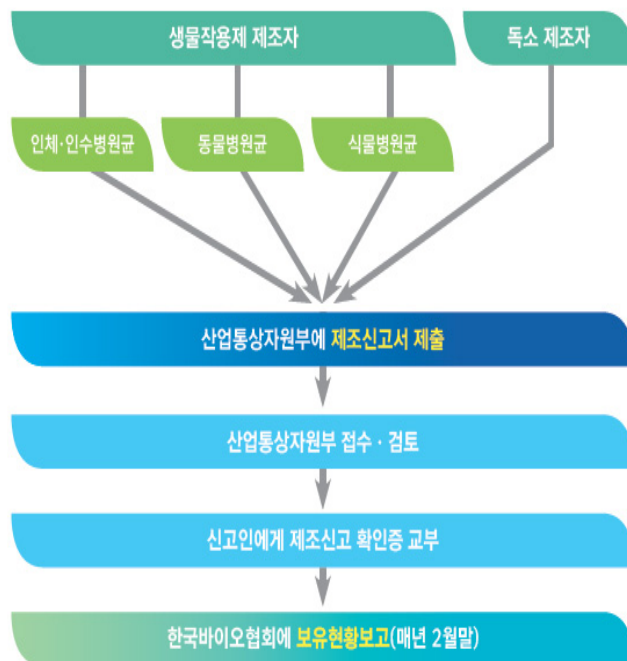 생물작용제 제조자
독소 제조자
인체·인수병원균
동물병원균
식물병원균
산업통상자원부에 제조신고서 제출
산업통상자원부 접수 · 검토
신고인에게 제조신고 확인증 교부
한국바이오협회에 보유현황보고(매년 2월말)